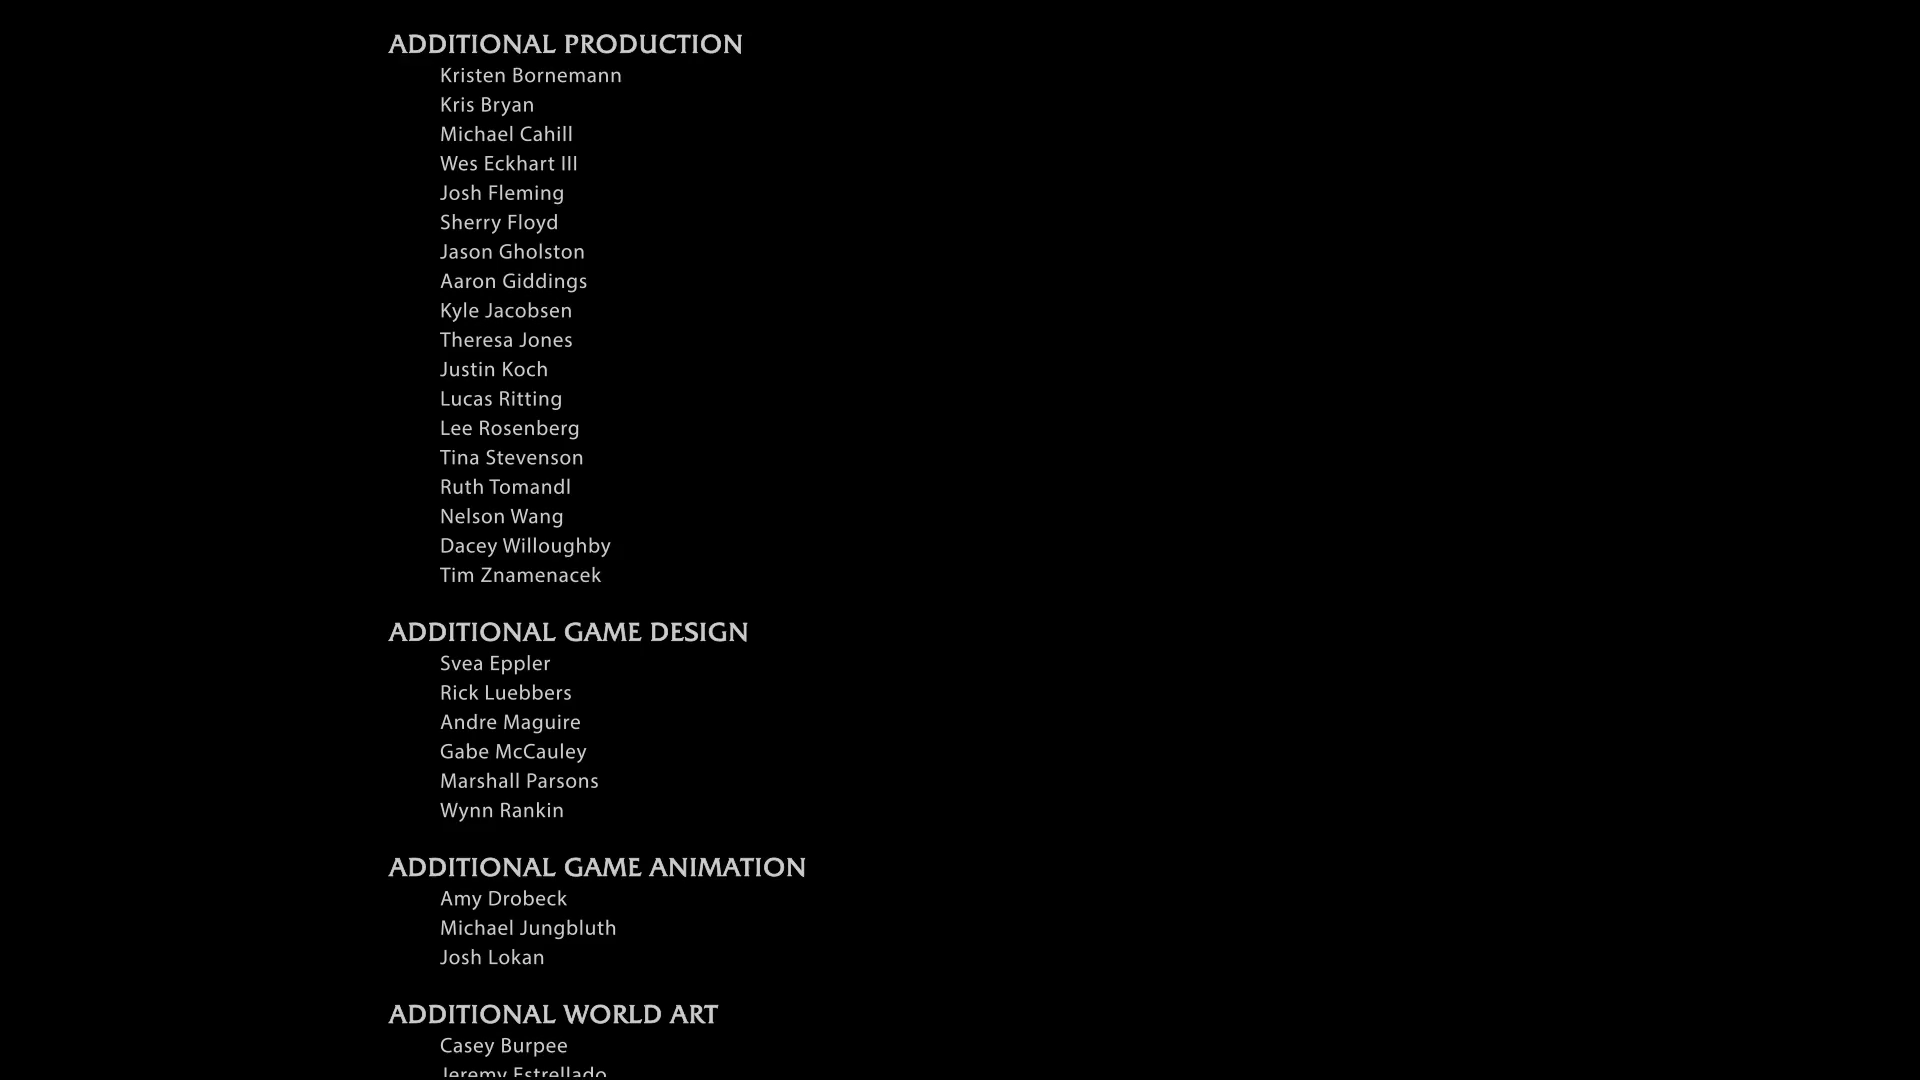 ADDITIONAL PRODUCTION
Kristen Bornemann
Kris Bryan
Michael Cahill
Wes Eckhart III
Josh Fleming
Sherry Floyd
Jason Gholston
Aaron Giddings
Kyle Jacobsen
Theresa Jones
Justin Koch
Lucas Ritting
Lee Rosenberg
Tina Stevenson
Ruth Tomandl
Nelson Wang
Dacey Willoughby
Tim Znamenacek
ADDITIONAL GAME DESIGN
Svea Eppler
Rick Luebbers
Andre Maguire
Gabe McCauley
Marshall Parsons
Wynn Rankin
ADDITIONAL GAME ANIMATION
Amy Drobeck
Michael Jungbluth
Josh Lokan
ADDITIONAL WORLD ART
Casey Burpee
Jeremy Estrellado